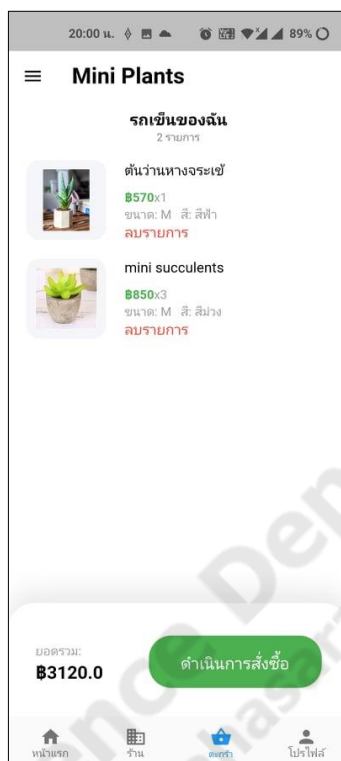 20:00 น. 89%
Mini Plants
รถเข็นของฉัน
2 รายการ
ต้นว่านหางจระเข้
฿570x1
ขนาด: M สี: สีฟ้า
ลบรายการ
mini succulents
฿850x3
ขนาด: M สี: สีม่วง
ลบรายการ
ยอดรวม:
฿3120.0
ดำเนินการสั่งซื้อ
หน้าแรก ร้าน ตะกร้า โปรไฟล์